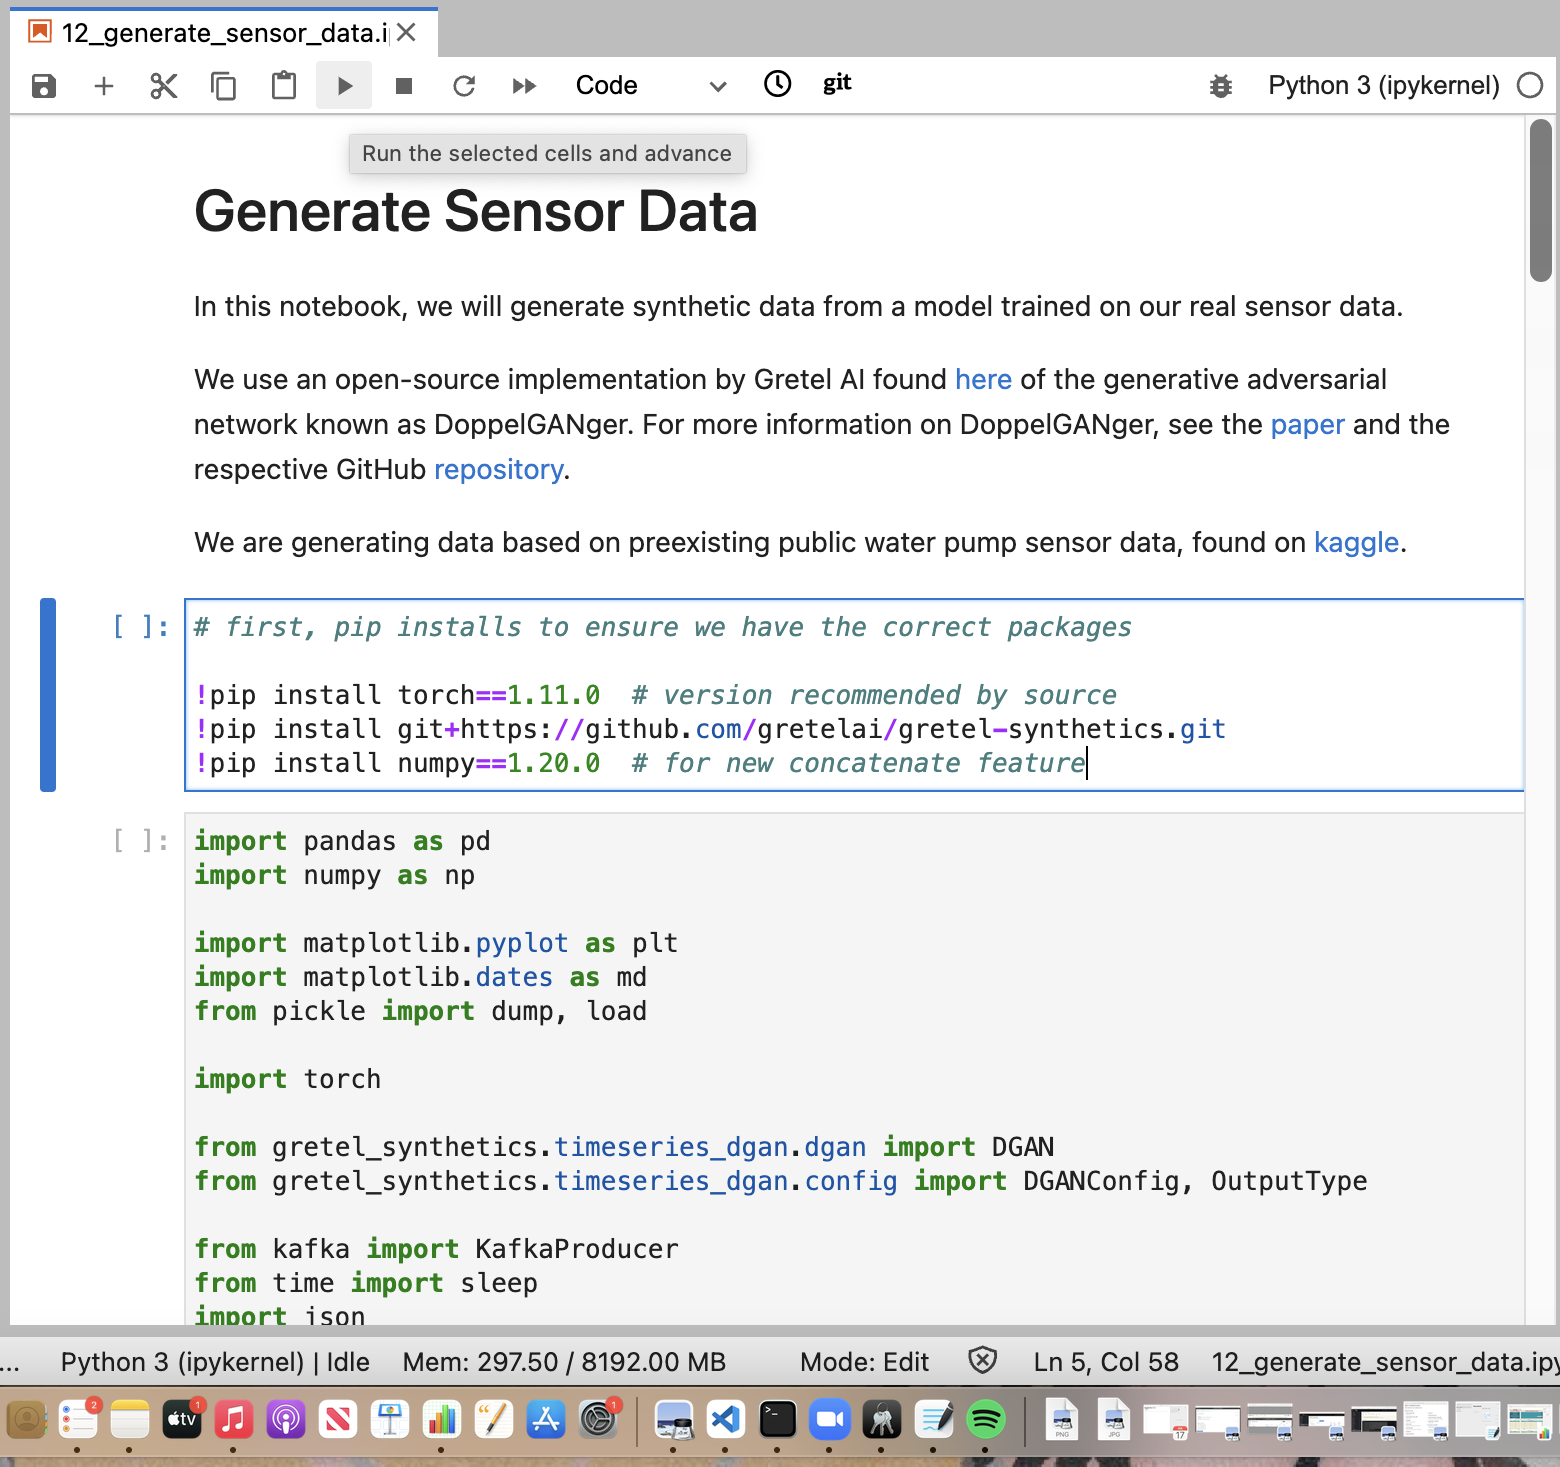 12_generate_sensor_data.i
Code
git
Python 3 (ipykernel)
Run the selected cells and advance
Generate Sensor Data
In this notebook, we will generate synthetic data from a model trained on our real sensor data.
We use an open-source implementation by Gretel AI found here of the generative adversarial
network known as DoppelGANger. For more information on DoppelGANger, see the paper and the
respective GitHub repository.
We are generating data based on preexisting public water pump sensor data, found on kaggle.
[ ]: # first, pip installs to ensure we have the correct packages
!pip install torch==1.11.0  # version recommended by source
!pip install git+https://github.com/gretelai/gretel-synthetics.git
!pip install numpy==1.20.0  # for new concatenate feature
[ ]: import pandas as pd
import numpy as np
import matplotlib.pyplot as plt
import matplotlib.dates as md
from pickle import dump, load
import torch
from gretel_synthetics.timeseries_dgan.dgan import DGAN
from gretel_synthetics.timeseries_dgan.config import DGANConfig, OutputType
from kafka import KafkaProducer
from time import sleep
import json
... Python 3 (ipykernel) | Idle Mem: 297.50 / 8192.00 MB Mode: Edit Ln 5, Col 58 12_generate_sensor_data.ipy
2 tv 1 1 PNG JPG 17